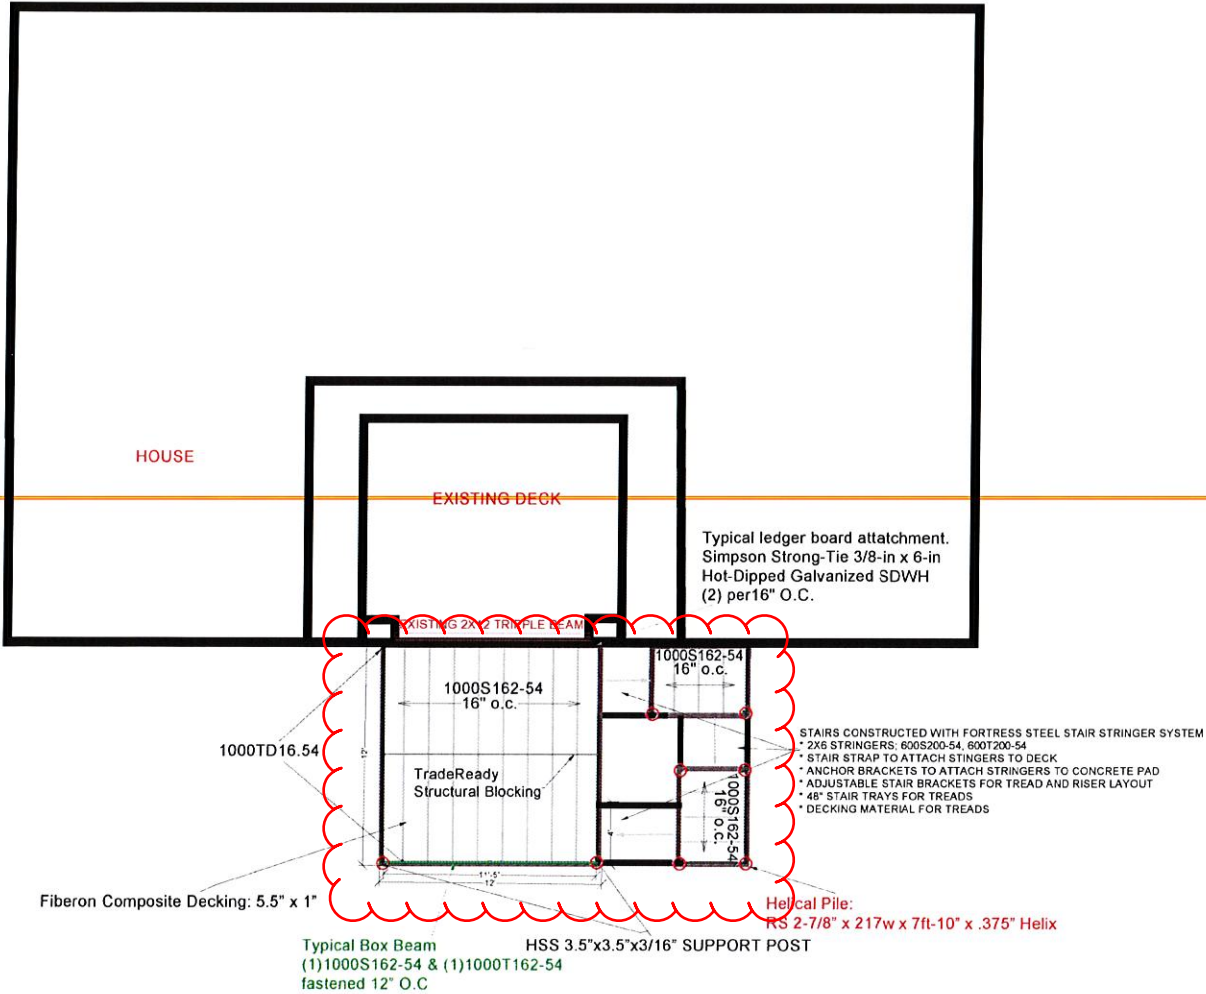 HOUSE
EXISTING DECK
Typical ledger board attatchment.
Simpson Strong-Tie 3/8-in x 6-in
Hot-Dipped Galvanized SDWH
(2) per16" O.C.
EXISTING 2X12 TRIPPLE BEAM
1000S162-54
16" o.c.
1000S162-54
16" o.c.
1000TD16.54
12'
TradeReady
Structural Blocking
STAIRS CONSTRUCTED WITH FORTRESS STEEL STAIR STRINGER SYSTEM
* 2X6 STRINGERS; 600S200-54, 600T200-54
* STAIR STRAP TO ATTACH STINGERS TO DECK
* ANCHOR BRACKETS TO ATTACH STRINGERS TO CONCRETE PAD
* ADJUSTABLE STAIR BRACKETS FOR TREAD AND RISER LAYOUT
* 48" STAIR TRAYS FOR TREADS
* DECKING MATERIAL FOR TREADS
1000S162-54
16" o.c.
11'-5"
12'
Fiberon Composite Decking: 5.5" x 1"
Helical Pile:
RS 2-7/8" x 217w x 7ft-10" x .375" Helix
Typical Box Beam
(1)1000S162-54 & (1)1000T162-54
fastened 12" O.C
HSS 3.5"x3.5"x3/16" SUPPORT POST